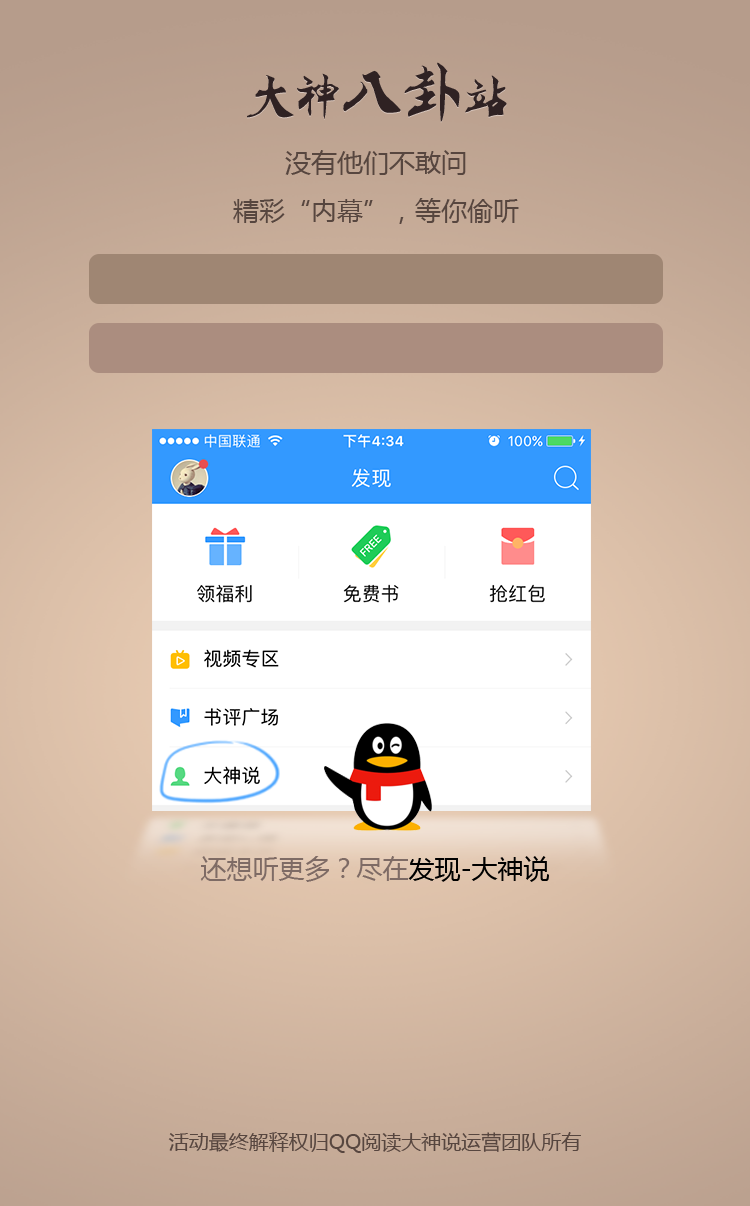 大神八卦站
没有他们不敢问
精彩“内幕”，等你偷听
中国联通 下午4:34 100%
发现
FREE
领福利 免费书 抢红包
视频专区
书评广场
大神说
还想听更多？尽在发现-大神说
活动最终解释权归QQ阅读大神说运营团队所有